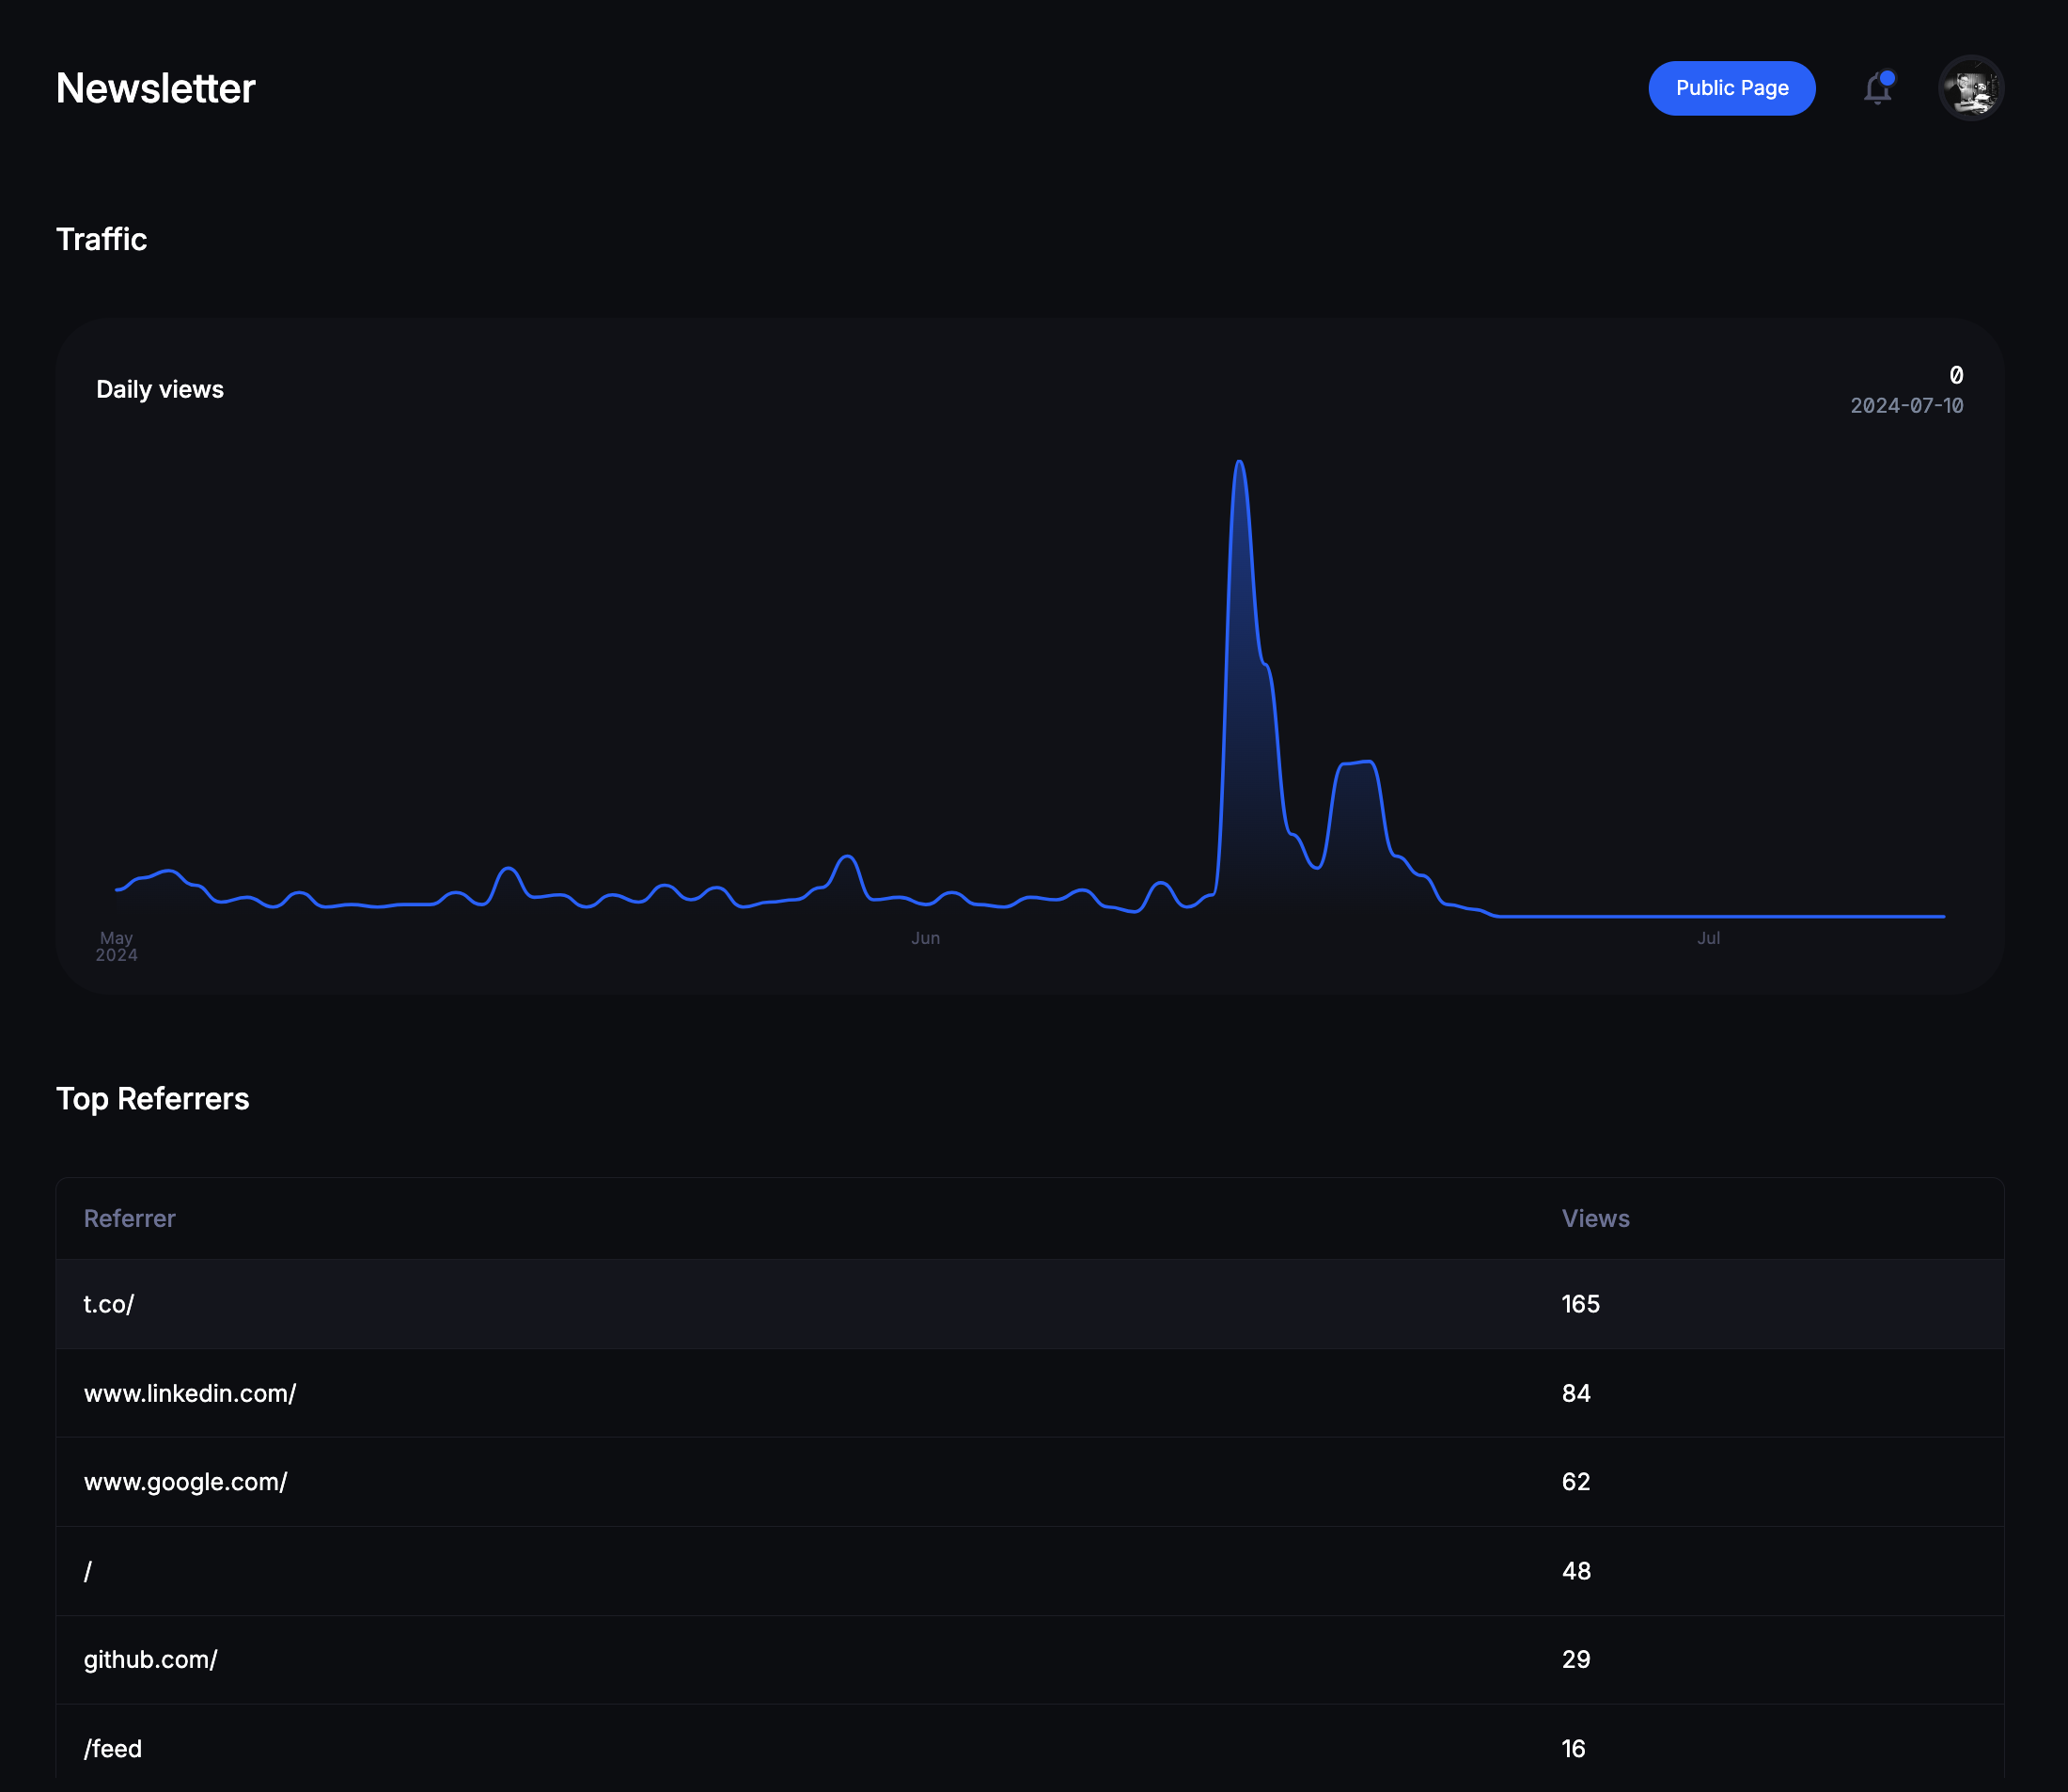 Newsletter
Public Page
Traffic
Daily views
0
2024-07-10
May
2024
Jun
Jul
Top Referrers
Referrer Views
t.co/ 165
www.linkedin.com/ 84
www.google.com/ 62
/ 48
github.com/ 29
/feed 16